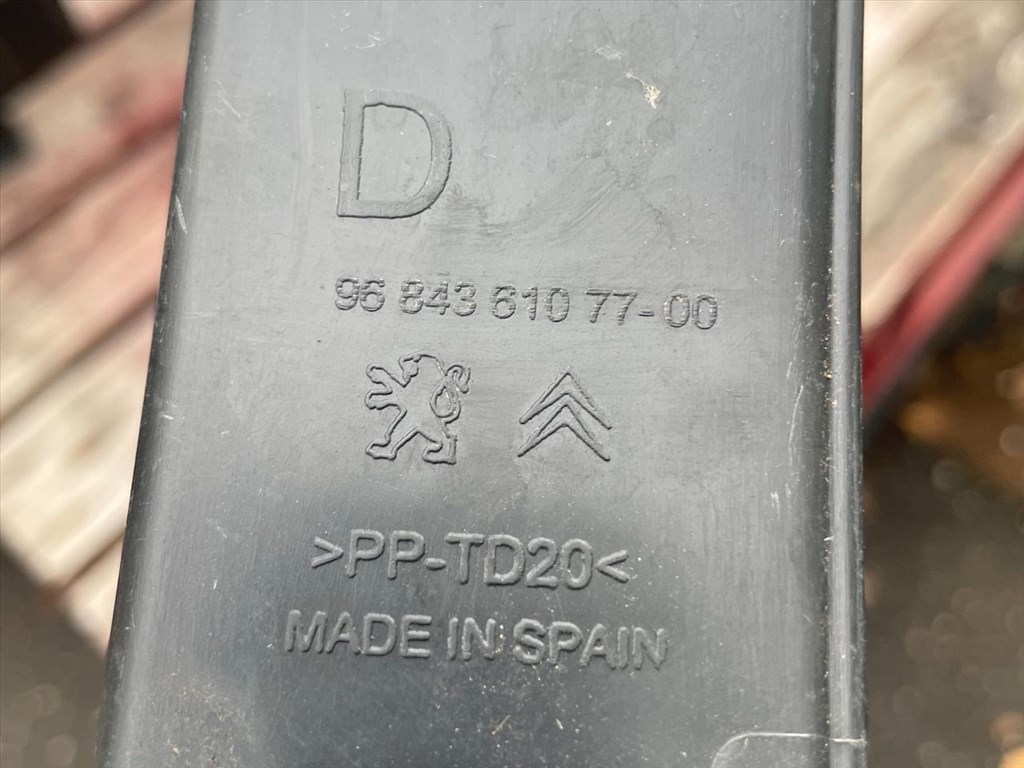 D
96 843 610 77-00
>PP-TD20<
MADE IN SPAIN